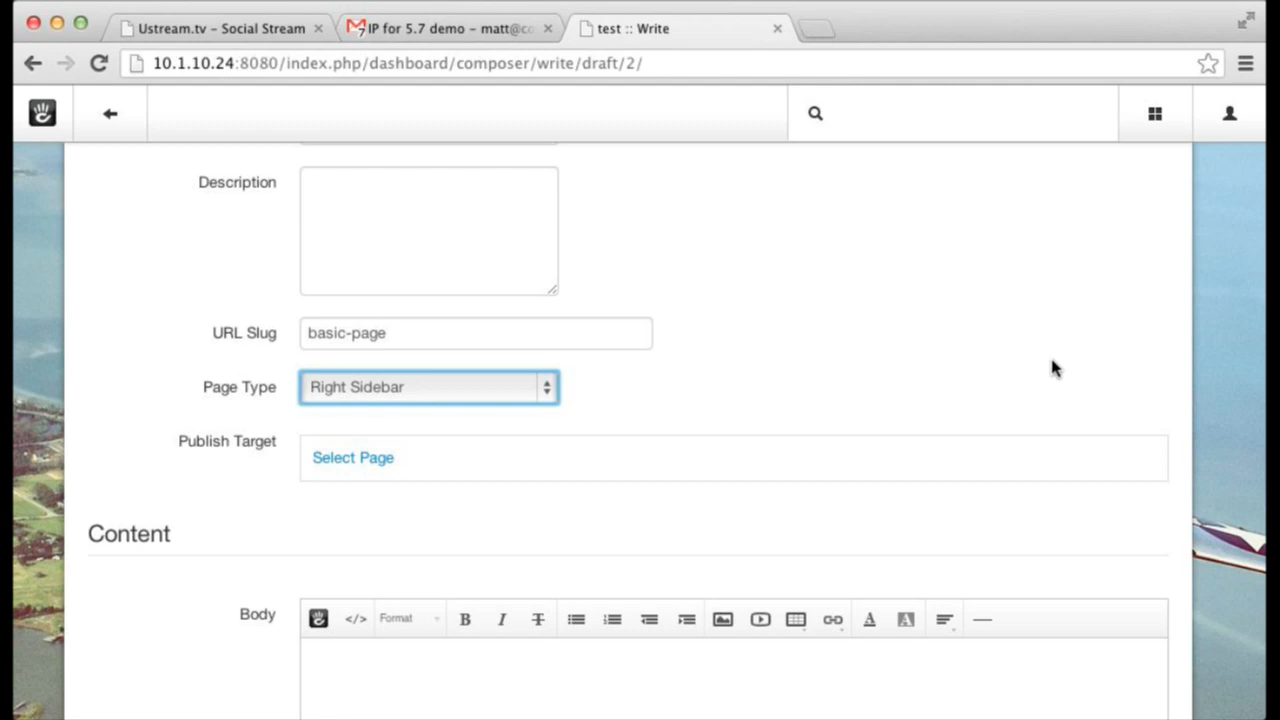 Ustream.tv – Social Stream
IP for 5.7 demo – matt@co
test :: Write
10.1.10.24:8080/index.php/dashboard/composer/write/draft/2/
Description
URL Slug
basic-page
Page Type
Right Sidebar
Publish Target
Select Page
Content
Body
</> Format B I T A A